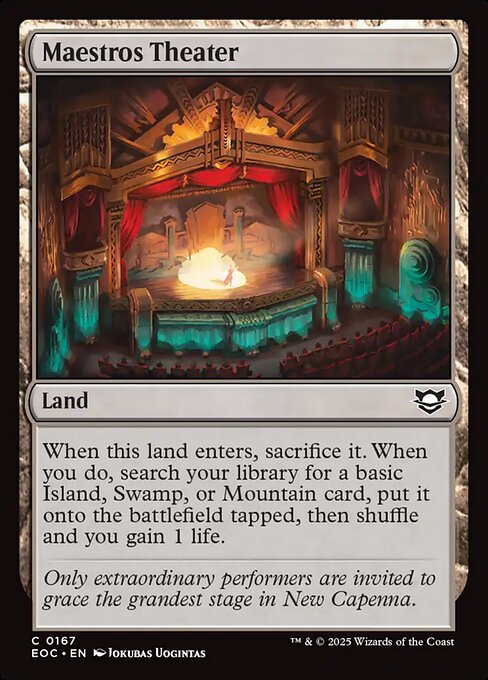 Maestros Theater
Land
When this land enters, sacrifice it. When
you do, search your library for a basic
Island, Swamp, or Mountain card, put it
onto the battlefield tapped, then shuffle
and you gain 1 life.
Only extraordinary performers are invited to
grace the grandest stage in New Capenna.
C 0167
EOC • EN Jokubas Uogintas
™ & © 2025 Wizards of the Coast